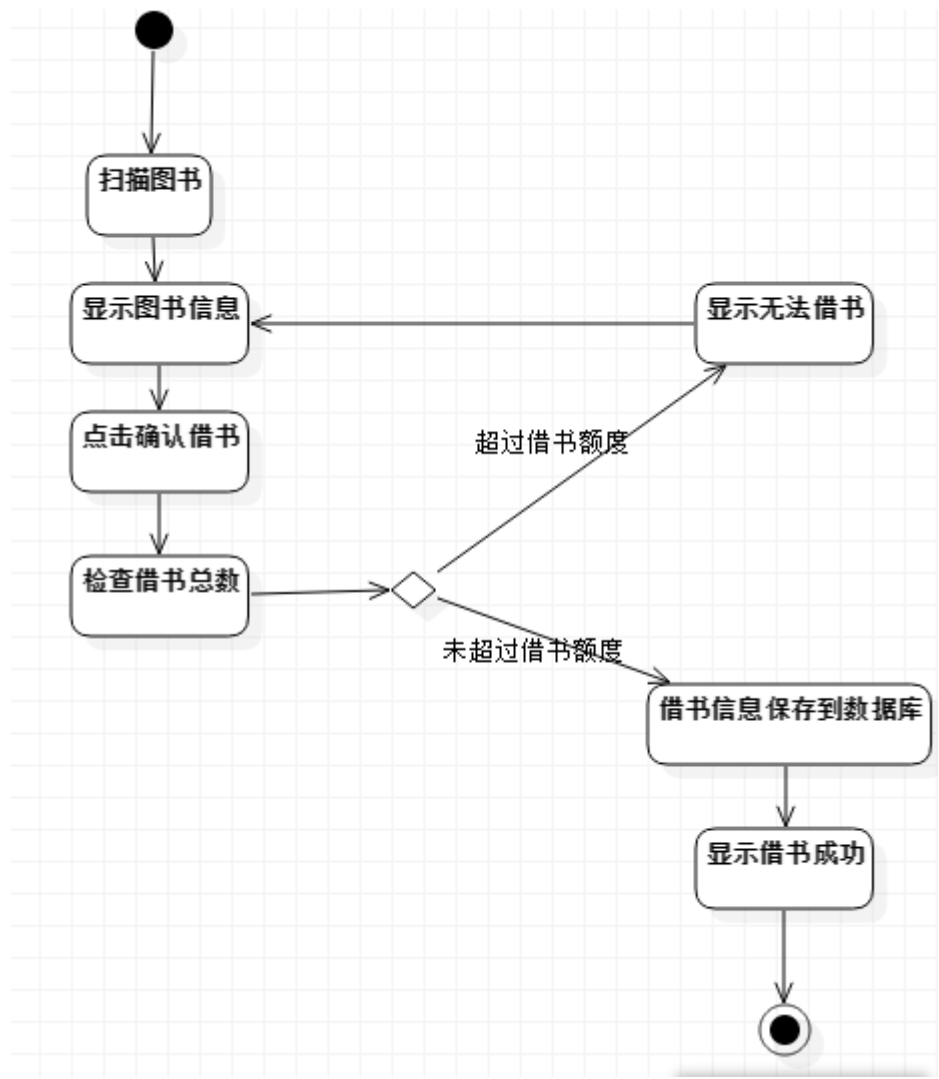 扫描图书
显示图书信息
显示无法借书
点击确认借书
超过借书额度
检查借书总数
未超过借书额度
借书信息保存到数据库
显示借书成功